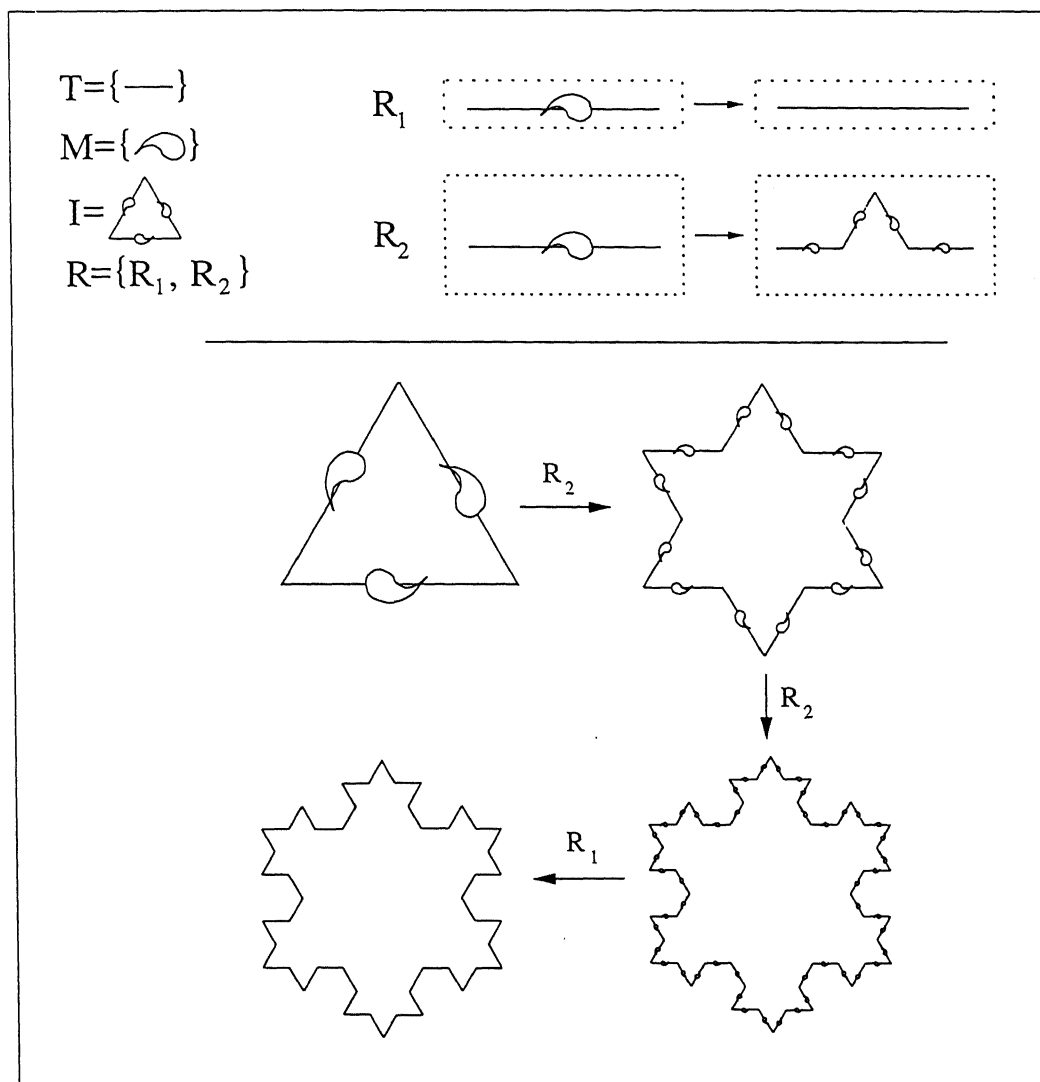 T={—}
M={ }
I=
R={R₁, R₂}
R₁
R₂
R₂
R₂
R₁